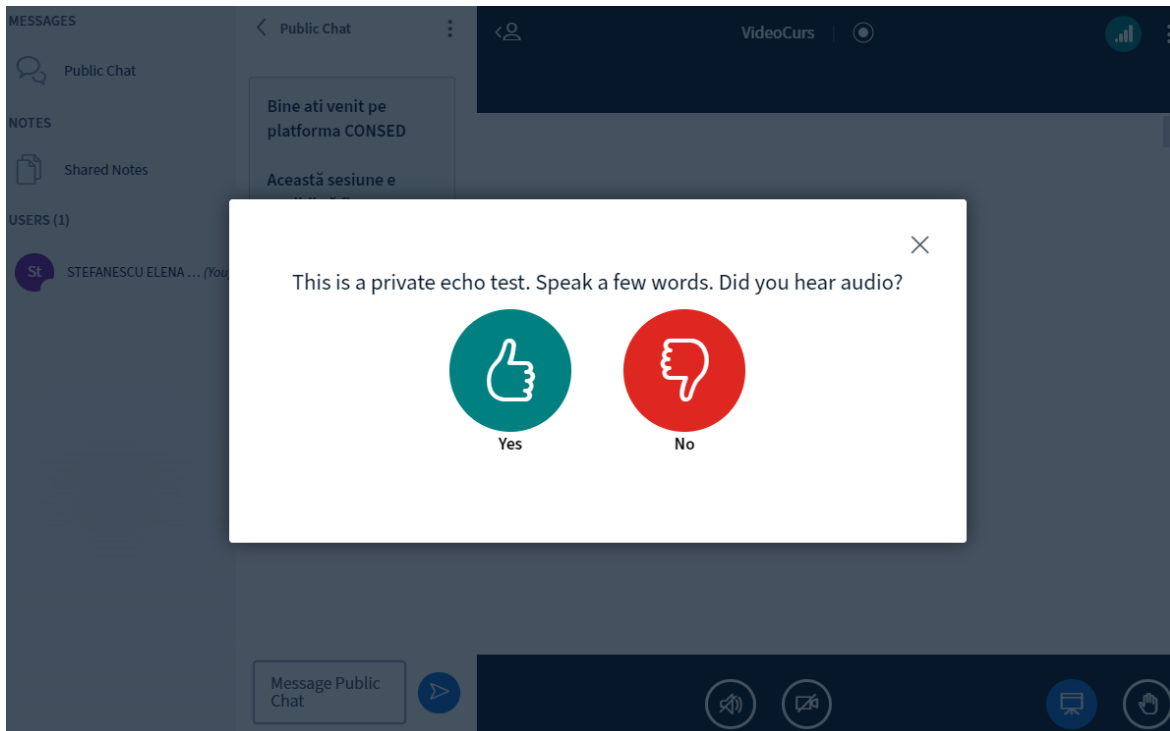 MESSAGES
Public Chat
NOTES
Shared Notes
USERS (1)
St
STEFANESCU ELENA ... (You
Public Chat
Bine ati venit pe
platforma CONSED
Această sesiune e
VideoCurs
This is a private echo test. Speak a few words. Did you hear audio?
Yes
No
Message Public
Chat